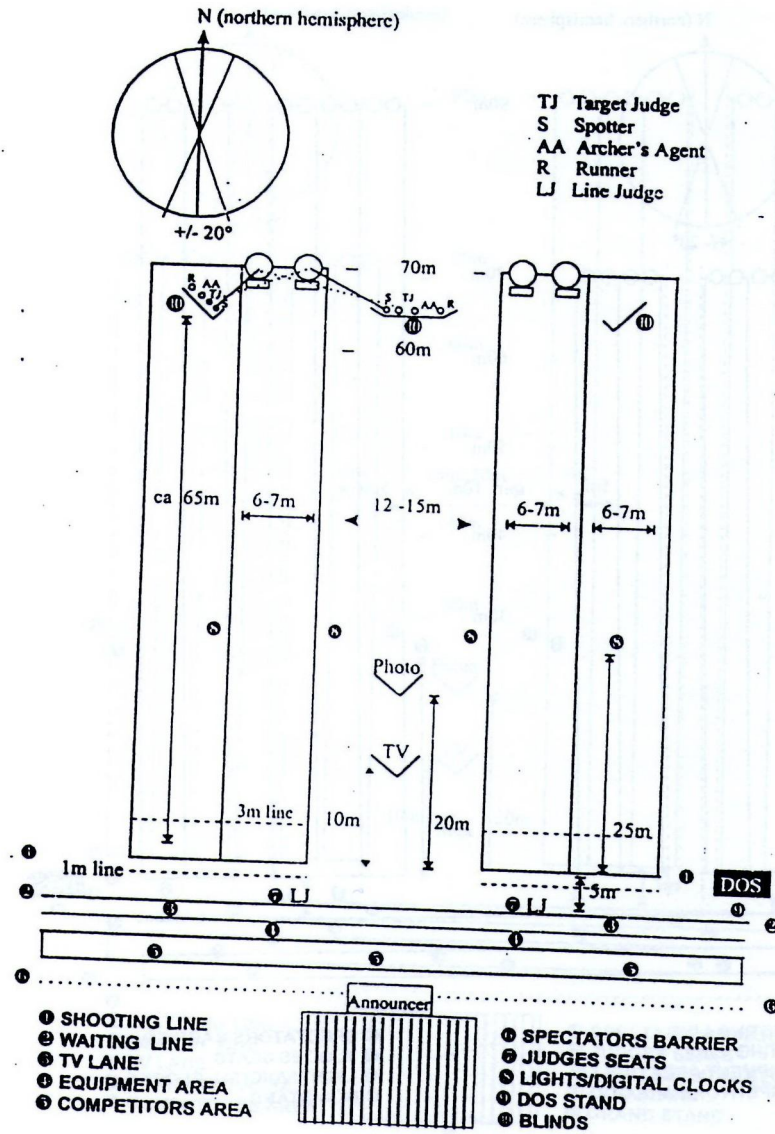 N (northern hemisphere)
TJ Target Judge
S Spotter
AA Archer's Agent
R Runner
LJ Line Judge
+/- 20°
70m
R
AA
TJ
S
S TJ AA R
60m
ca 65m
6-7m
12 -15m
6-7m
6-7m
Photo
TV
3m line
10m
20m
25m
1m line
DOS
5m
LJ
LJ
Announcer
SHOOTING LINE
WAITING LINE
TV LANE
EQUIPMENT AREA
COMPETITORS AREA
SPECTATORS BARRIER
JUDGES SEATS
LIGHTS/DIGITAL CLOCKS
DOS STAND
BLINDS